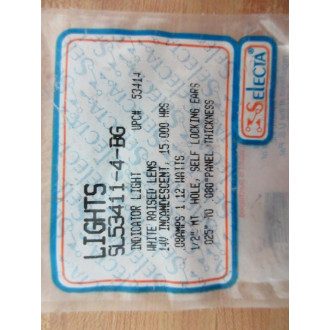 SELECTA
LIGHTS
SL53411-4-BG
INDICATOR LIGHT UPC# 53414
WHITE RAISED LENS
14V INCANDESCENT, 15,000 HRS
.08AMPS 1.12 WATTS
1/2" MT HOLE, SELF LOCKING EARS
.025" TO .080"PANEL THICKNESS